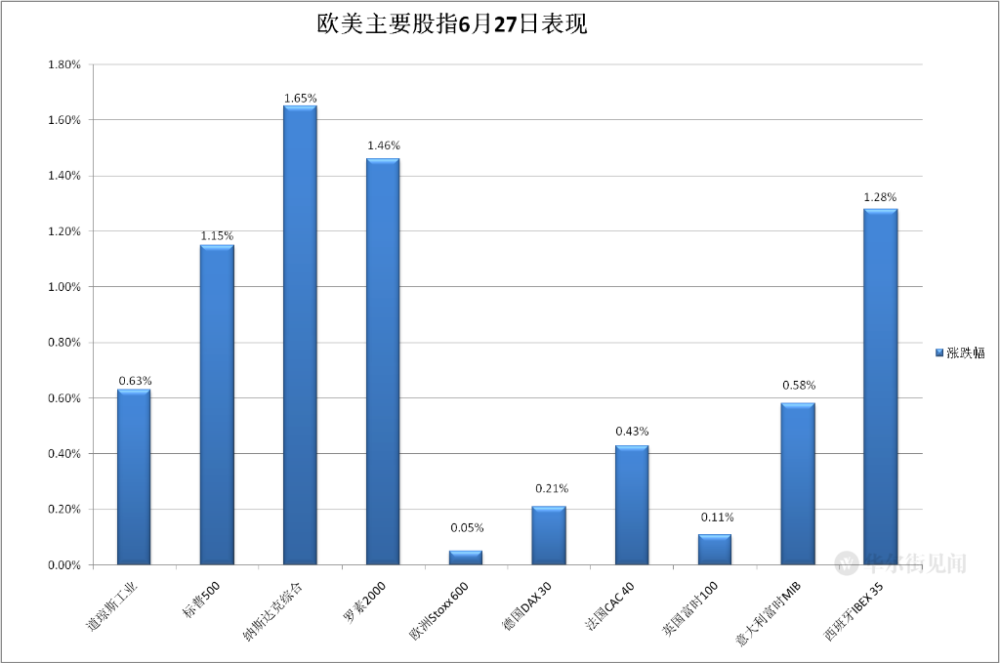 欧美主要股指6月27日表现
1.80%
1.60%
1.40%
1.20%
1.00%
0.80%
0.60%
0.40%
0.20%
0.00%
0.63%
1.15%
1.65%
1.46%
0.05%
0.21%
0.43%
0.11%
0.58%
1.28%
道琼斯工业
标普500
纳斯达克综合
罗素2000
欧洲Stoxx 600
德国DAX 30
法国CAC 40
英国富时100
意大利富时MIB
西班牙IBEX 35
涨跌幅
华尔街见闻